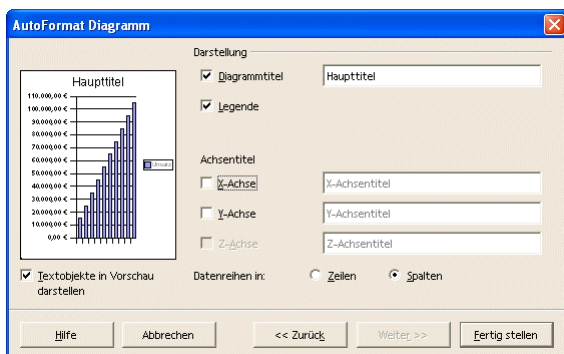 AutoFormat Diagramm
Darstellung
Diagrammtitel
Haupttitel
Legende
Achsentitel
X-Achse
X-Achsentitel
Y-Achse
Y-Achsentitel
Z-Achse
Z-Achsentitel
Datenreihen in:
Zeilen
Spalten
Haupttitel
110.000,00 €
100.000,00 €
90.000,00 €
80.000,00 €
70.000,00 €
60.000,00 €
50.000,00 €
40.000,00 €
30.000,00 €
20.000,00 €
10.000,00 €
0,00 €
Umsatz
Textobjekte in Vorschau
darstellen
Hilfe
Abbrechen
<< Zurück
Weiter >>
Fertig stellen